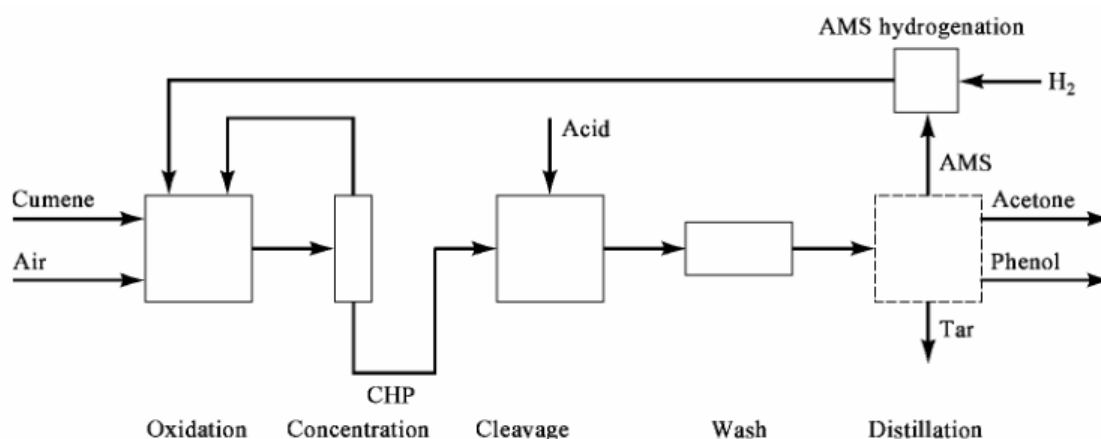 AMS hydrogenation
H₂
Acid
AMS
Cumene
Acetone
Air
Phenol
Tar
CHP
Oxidation
Concentration
Cleavage
Wash
Distillation